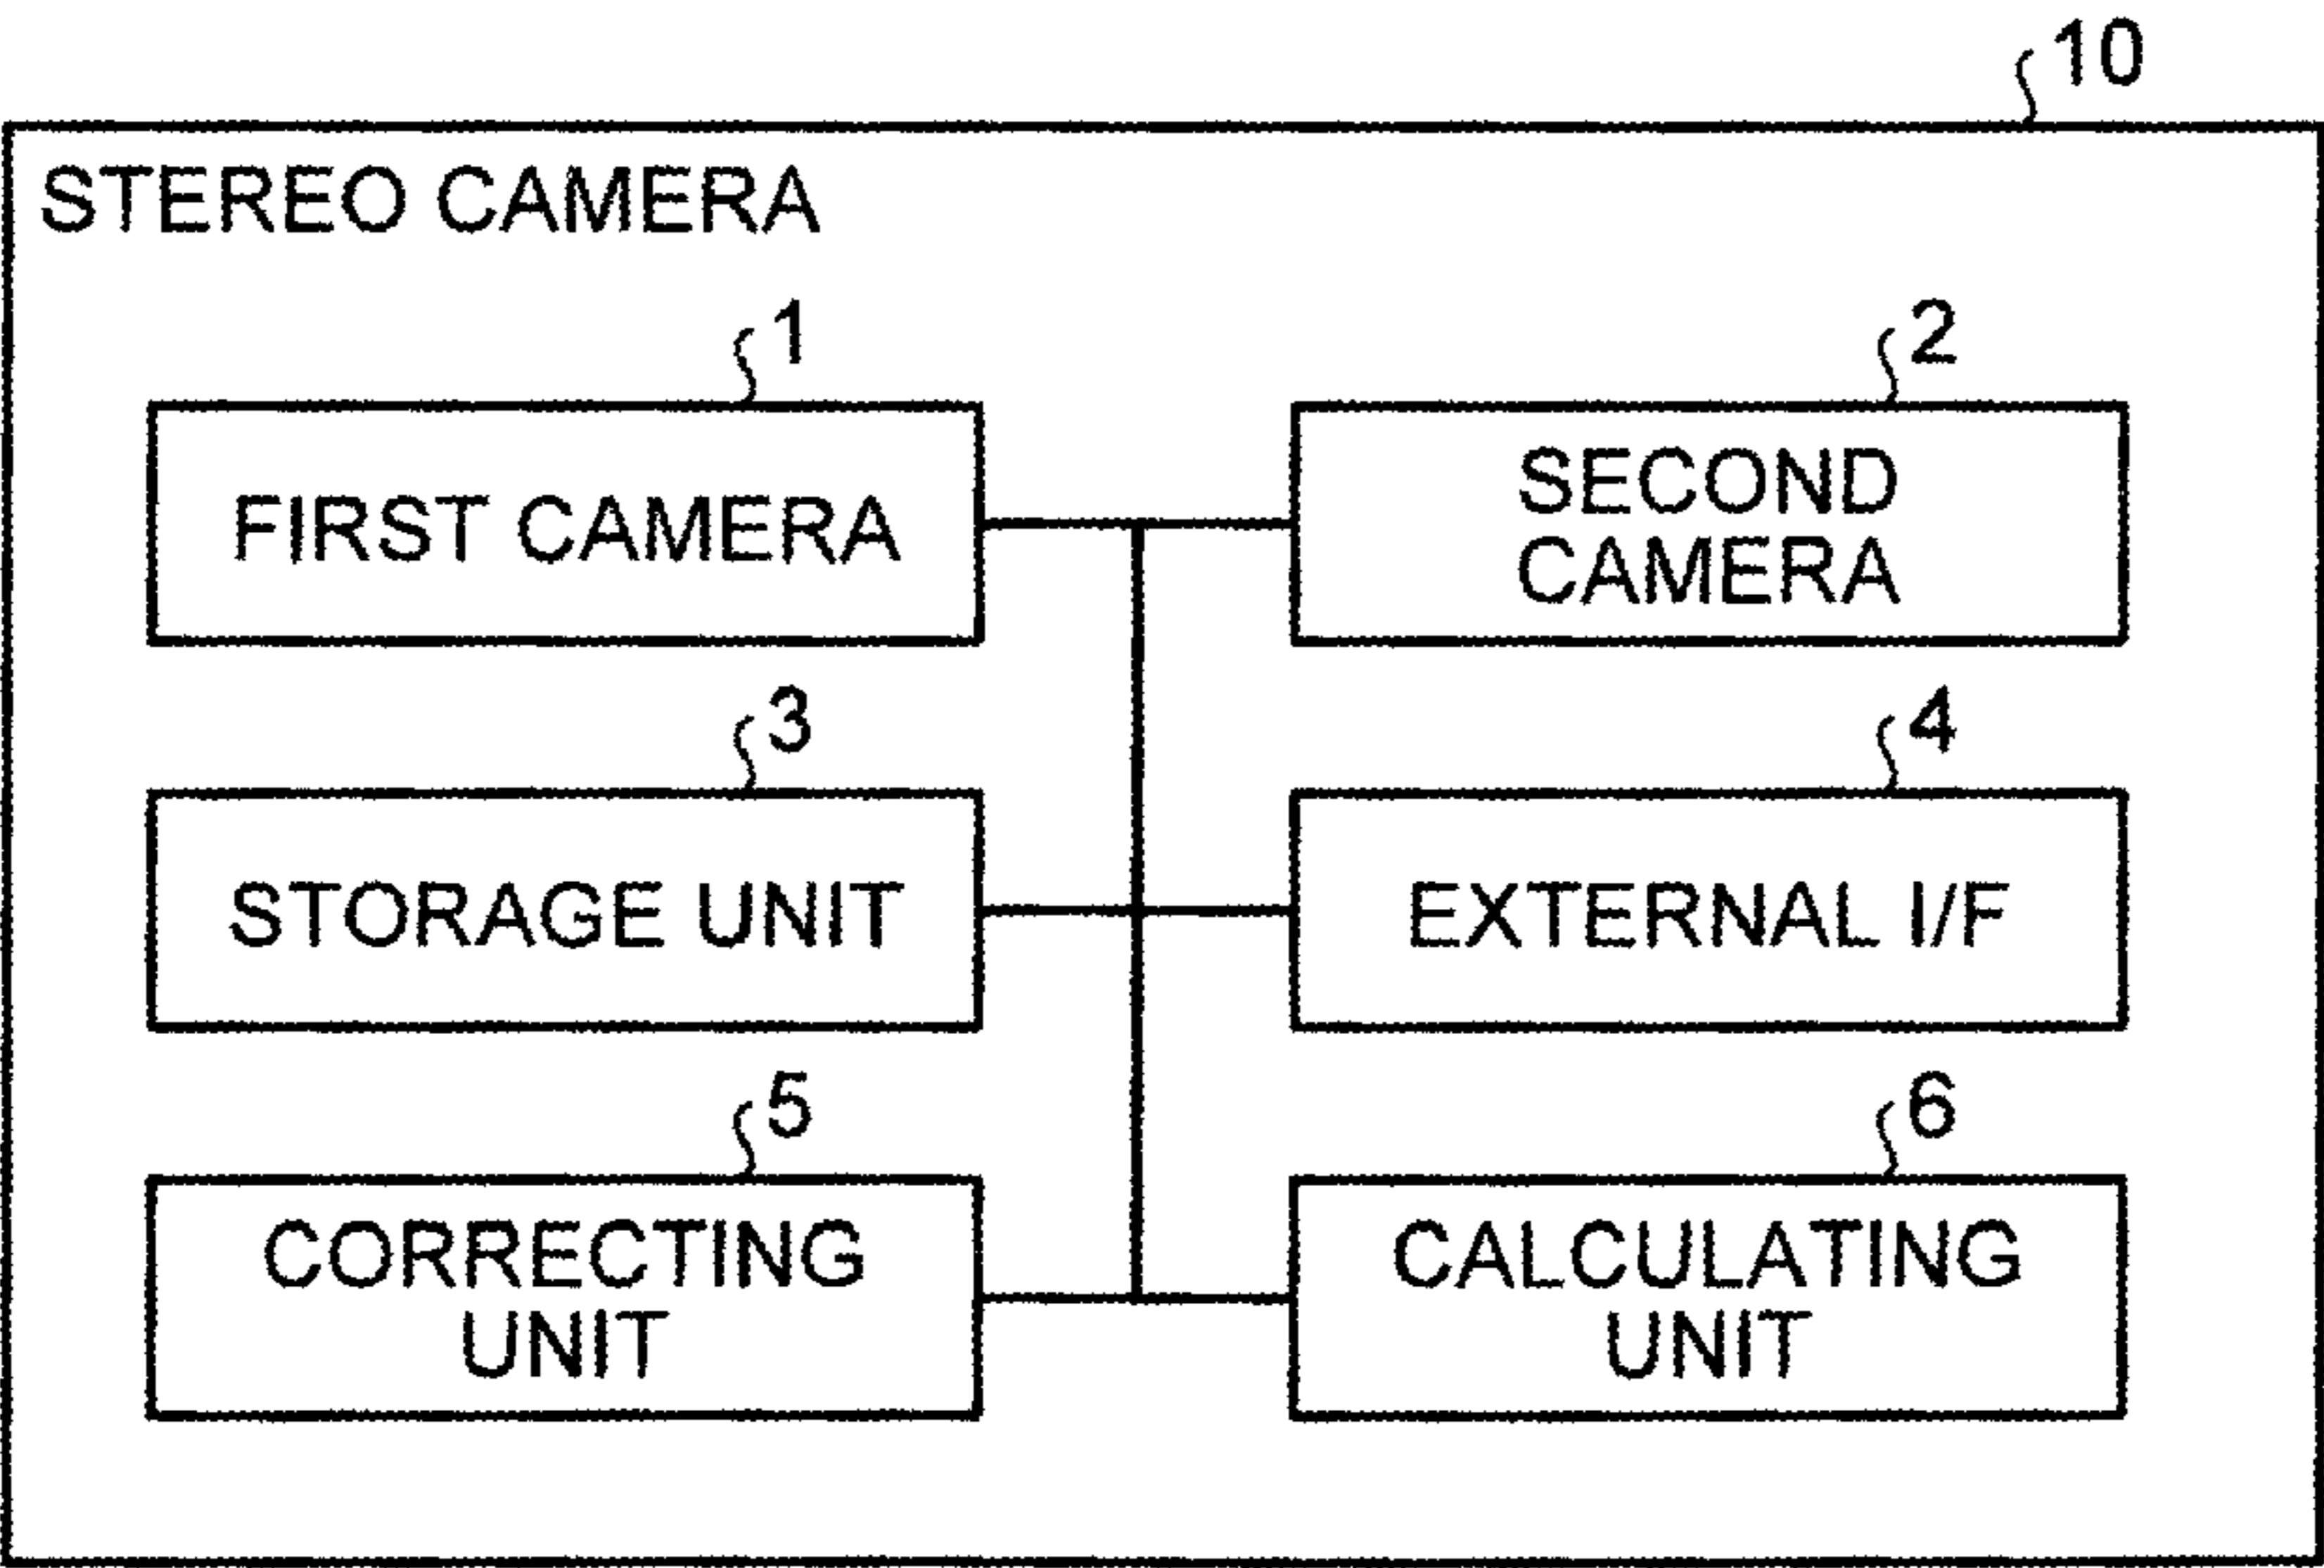 10
STEREO CAMERA
1
2
FIRST CAMERA
SECOND
CAMERA
3
4
STORAGE UNIT
EXTERNAL I/F
5
6
CORRECTING
UNIT
CALCULATING
UNIT